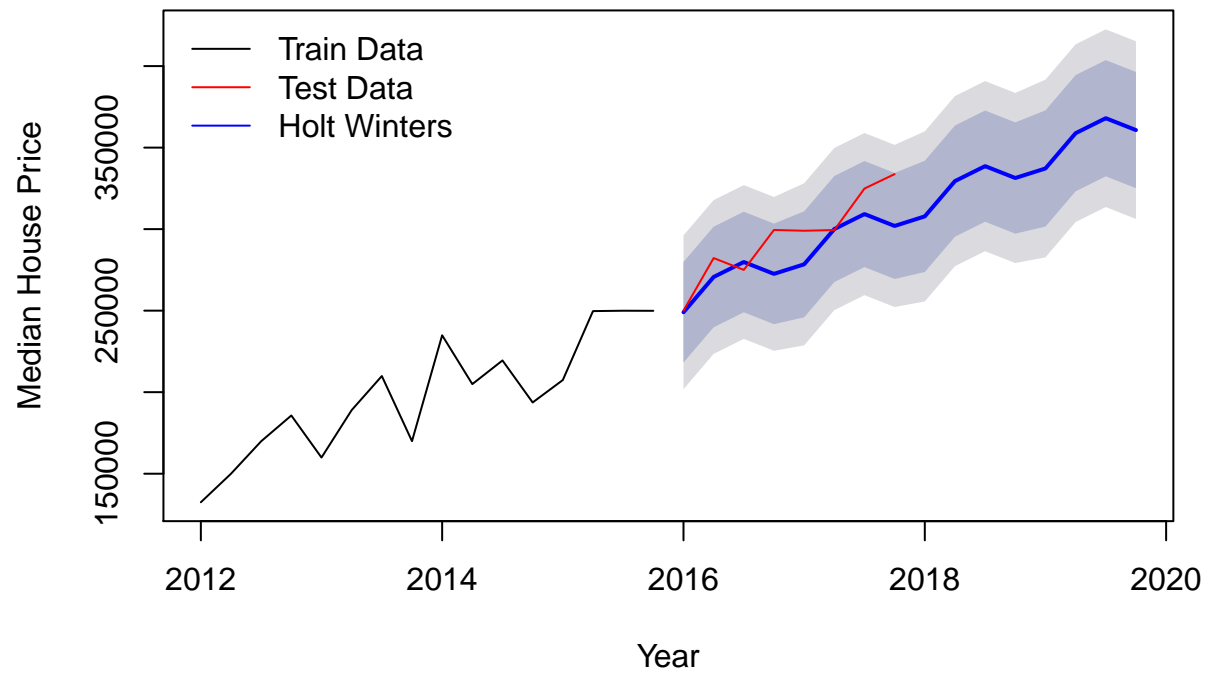 Train Data
Test Data
Holt Winters
Median House Price
350000
250000
150000
2012 2014 2016 2018 2020
Year